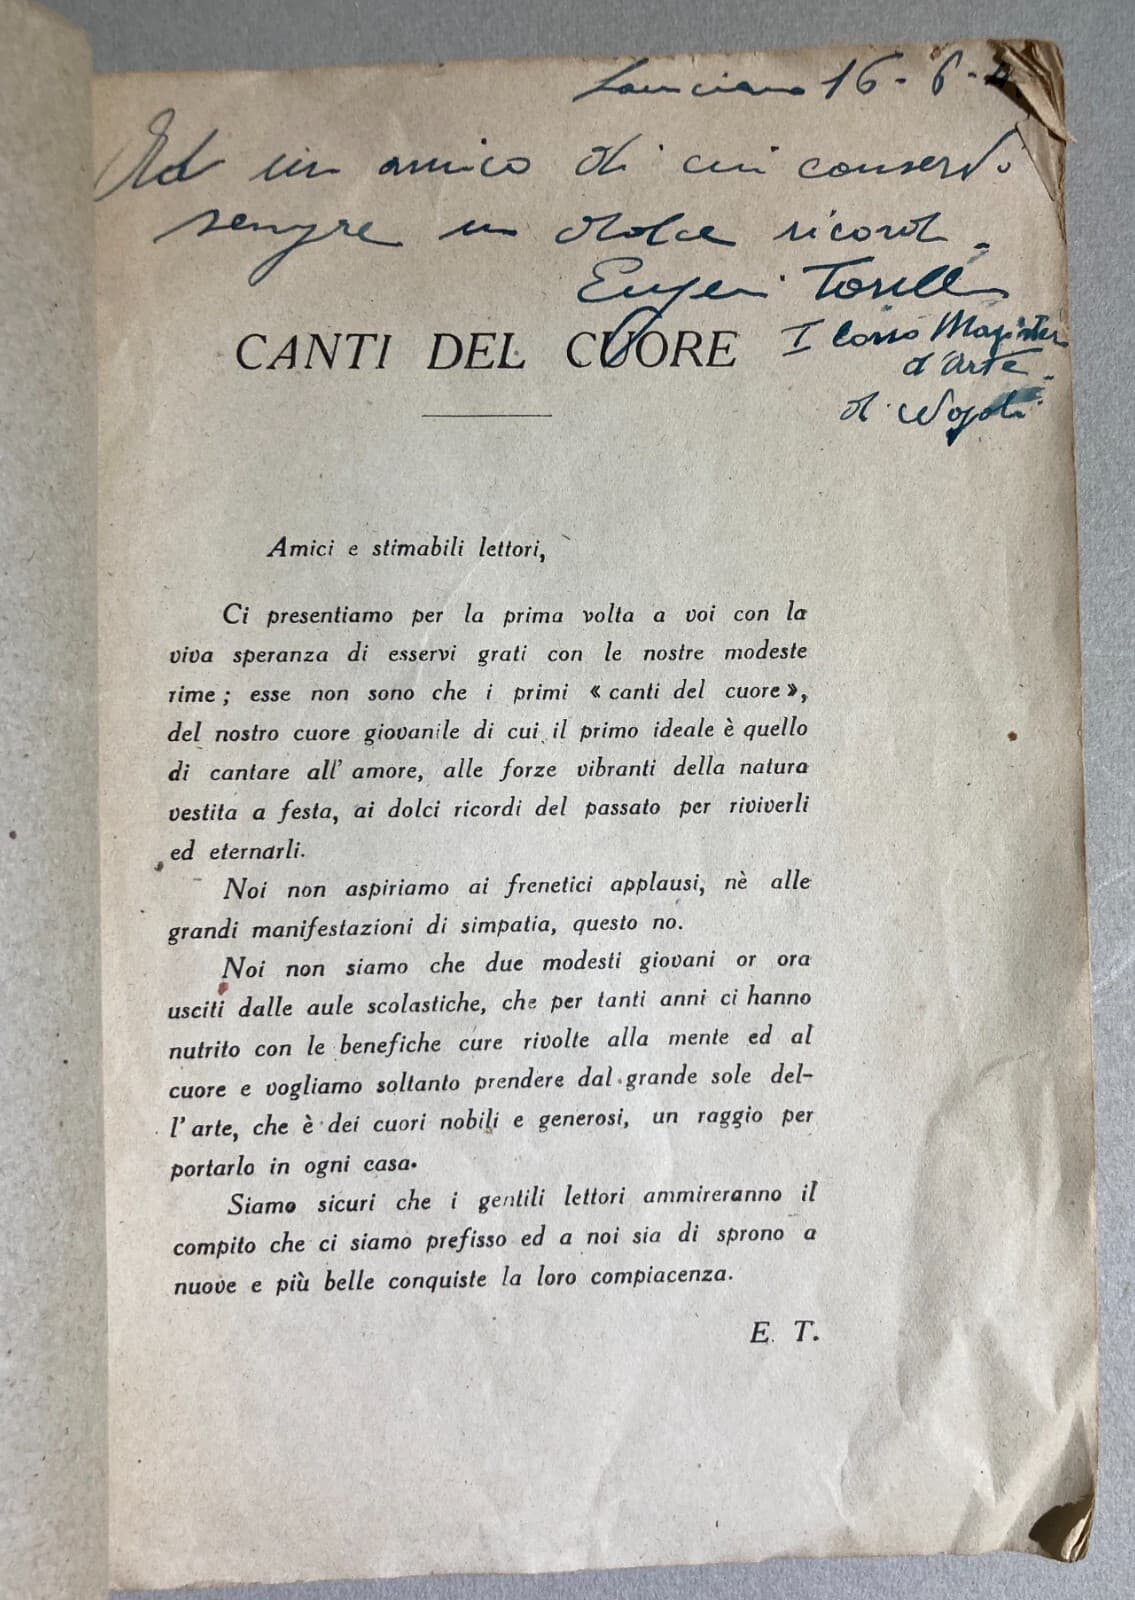 Lanciano 16-6-4
Ad un amico di cui conservo
sempre un dolce ricordo.
Eugenio Torelli
I Corso Magistero
d'Arte
di Napoli
CANTI DEL CUORE
Amici e stimabili lettori,
Ci presentiamo per la prima volta a voi con la
viva speranza di esservi grati con le nostre modeste
rime; esse non sono che i primi « canti del cuore »,
del nostro cuore giovanile di cui il primo ideale è quello
di cantare all' amore, alle forze vibranti della natura
vestita a festa, ai dolci ricordi del passato per riviverli
ed eternarli.
Noi non aspiriamo ai frenetici applausi, nè alle
grandi manifestazioni di simpatia, questo no.
Noi non siamo che due modesti giovani or ora
usciti dalle aule scolastiche, che per tanti anni ci hanno
nutrito con le benefiche cure rivolte alla mente ed al
cuore e vogliamo soltanto prendere dal grande sole del-
l' arte, che è dei cuori nobili e generosi, un raggio per
portarlo in ogni casa.
Siamo sicuri che i gentili lettori ammireranno il
compito che ci siamo prefisso ed a noi sia di sprono a
nuove e più belle conquiste la loro compiacenza.
E. T.